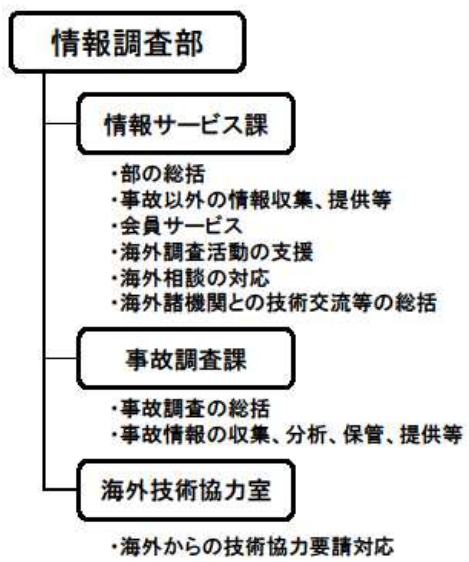 情報調査部
情報サービス課
・部の総括
・事故以外の情報収集、提供等
・会員サービス
・海外調査活動の支援
・海外相談の対応
・海外諸機関との技術交流等の総括
事故調査課
・事故調査の総括
・事故情報の収集、分析、保管、提供等
海外技術協力室
・海外からの技術協力要請対応